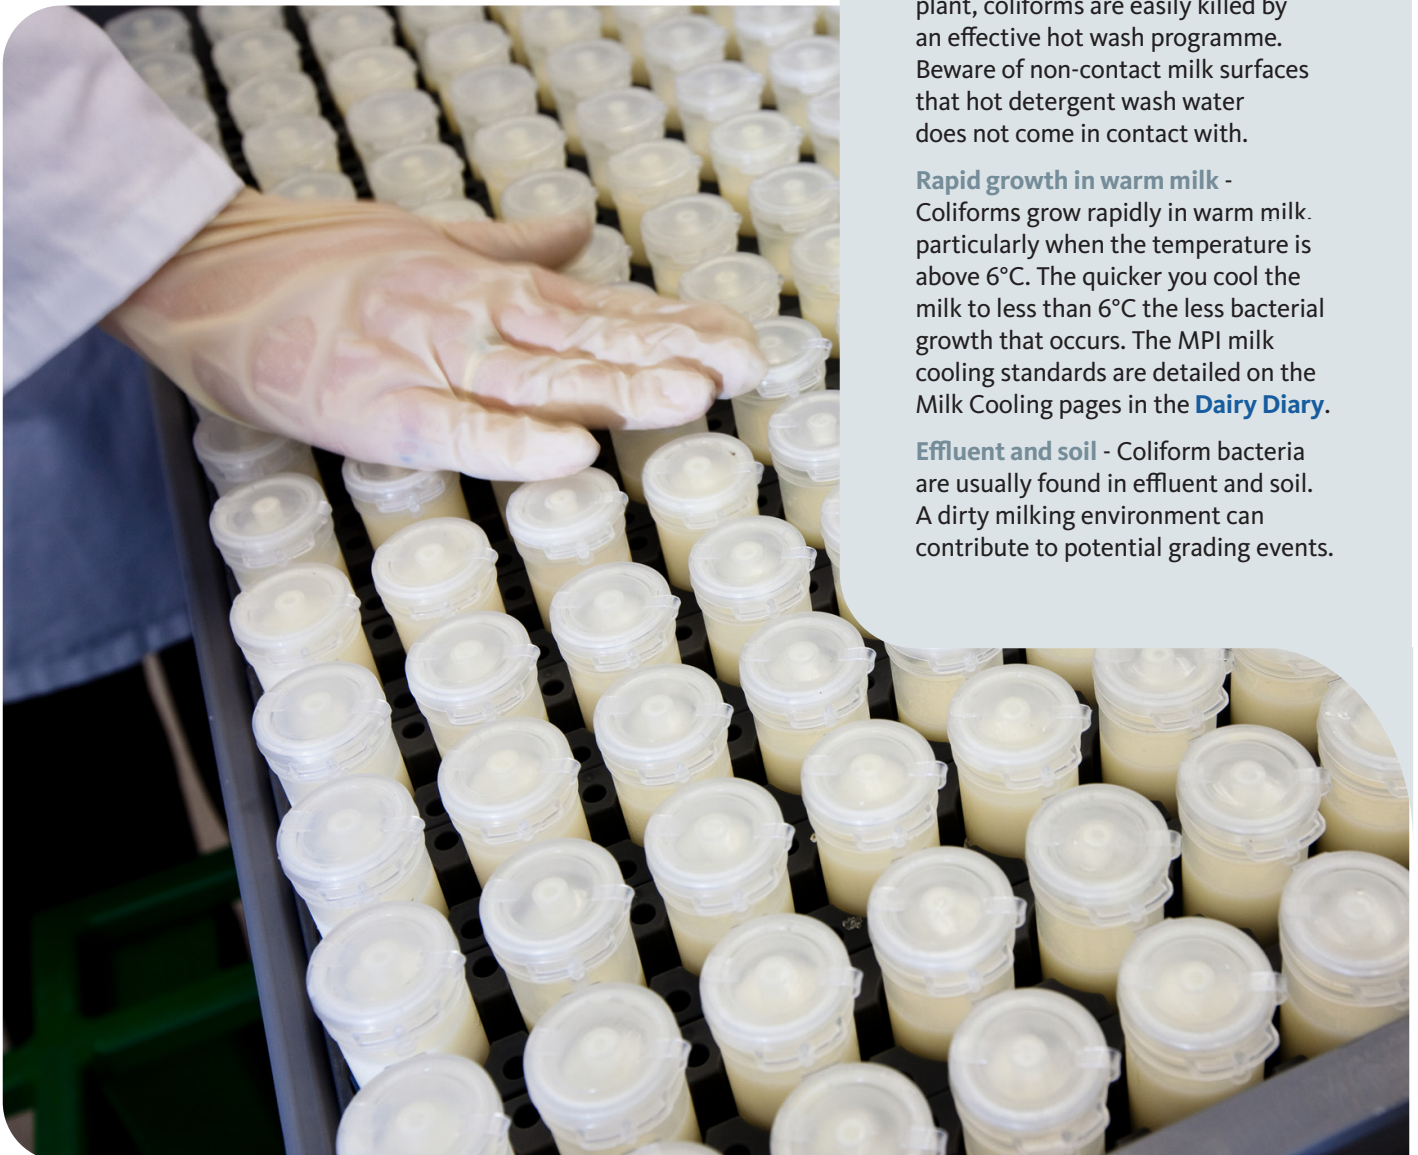 plant, coliforms are easily killed by
an effective hot wash programme.
Beware of non-contact milk surfaces
that hot detergent wash water
does not come in contact with.
Rapid growth in warm milk -
Coliforms grow rapidly in warm milk.
particularly when the temperature is
above 6°C. The quicker you cool the
milk to less than 6°C the less bacterial
growth that occurs. The MPI milk
cooling standards are detailed on the
Milk Cooling pages in the Dairy Diary.
Effluent and soil - Coliform bacteria
are usually found in effluent and soil.
A dirty milking environment can
contribute to potential grading events.